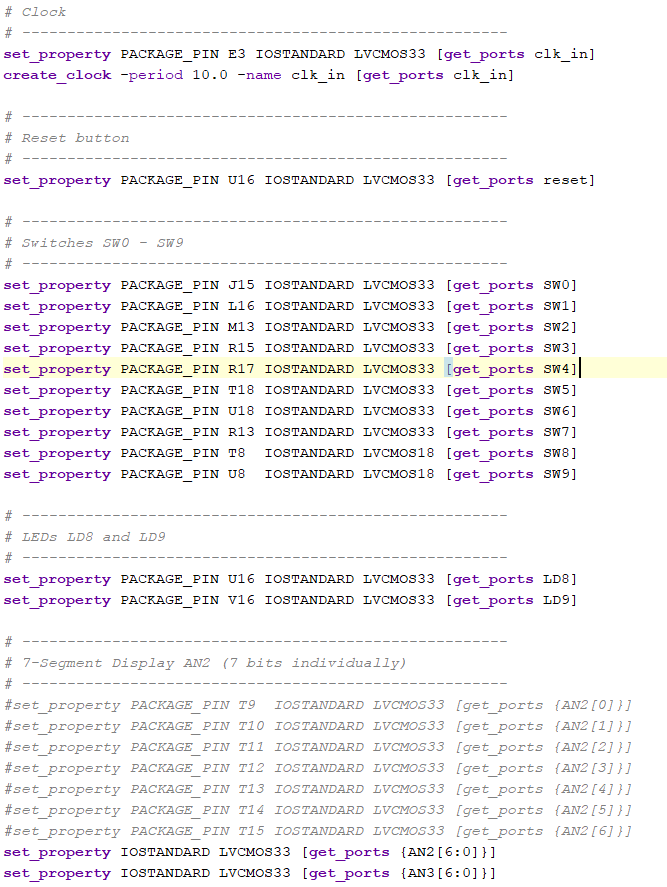 # Clock
# ------------------------------------------------------
set_property PACKAGE_PIN E3 IOSTANDARD LVCMOS33 [get_ports clk_in]
create_clock -period 10.0 -name clk_in [get_ports clk_in]
# ------------------------------------------------------
# Reset button
# ------------------------------------------------------
set_property PACKAGE_PIN U16 IOSTANDARD LVCMOS33 [get_ports reset]
# ------------------------------------------------------
# Switches SW0 - SW9
# ------------------------------------------------------
set_property PACKAGE_PIN J15 IOSTANDARD LVCMOS33 [get_ports SW0]
set_property PACKAGE_PIN L16 IOSTANDARD LVCMOS33 [get_ports SW1]
set_property PACKAGE_PIN M13 IOSTANDARD LVCMOS33 [get_ports SW2]
set_property PACKAGE_PIN R15 IOSTANDARD LVCMOS33 [get_ports SW3]
set_property PACKAGE_PIN R17 IOSTANDARD LVCMOS33 [get_ports SW4]
set_property PACKAGE_PIN T18 IOSTANDARD LVCMOS33 [get_ports SW5]
set_property PACKAGE_PIN U18 IOSTANDARD LVCMOS33 [get_ports SW6]
set_property PACKAGE_PIN R13 IOSTANDARD LVCMOS33 [get_ports SW7]
set_property PACKAGE_PIN T8  IOSTANDARD LVCMOS18 [get_ports SW8]
set_property PACKAGE_PIN U8  IOSTANDARD LVCMOS18 [get_ports SW9]
# ------------------------------------------------------
# LEDs LD8 and LD9
# ------------------------------------------------------
set_property PACKAGE_PIN U16 IOSTANDARD LVCMOS33 [get_ports LD8]
set_property PACKAGE_PIN V16 IOSTANDARD LVCMOS33 [get_ports LD9]
# ------------------------------------------------------
# 7-Segment Display AN2 (7 bits individually)
# ------------------------------------------------------
#set_property PACKAGE_PIN T9  IOSTANDARD LVCMOS33 [get_ports {AN2[0]}]
#set_property PACKAGE_PIN T10 IOSTANDARD LVCMOS33 [get_ports {AN2[1]}]
#set_property PACKAGE_PIN T11 IOSTANDARD LVCMOS33 [get_ports {AN2[2]}]
#set_property PACKAGE_PIN T12 IOSTANDARD LVCMOS33 [get_ports {AN2[3]}]
#set_property PACKAGE_PIN T13 IOSTANDARD LVCMOS33 [get_ports {AN2[4]}]
#set_property PACKAGE_PIN T14 IOSTANDARD LVCMOS33 [get_ports {AN2[5]}]
#set_property PACKAGE_PIN T15 IOSTANDARD LVCMOS33 [get_ports {AN2[6]}]
set_property IOSTANDARD LVCMOS33 [get_ports {AN2[6:0]}]
set_property IOSTANDARD LVCMOS33 [get_ports {AN3[6:0]}]